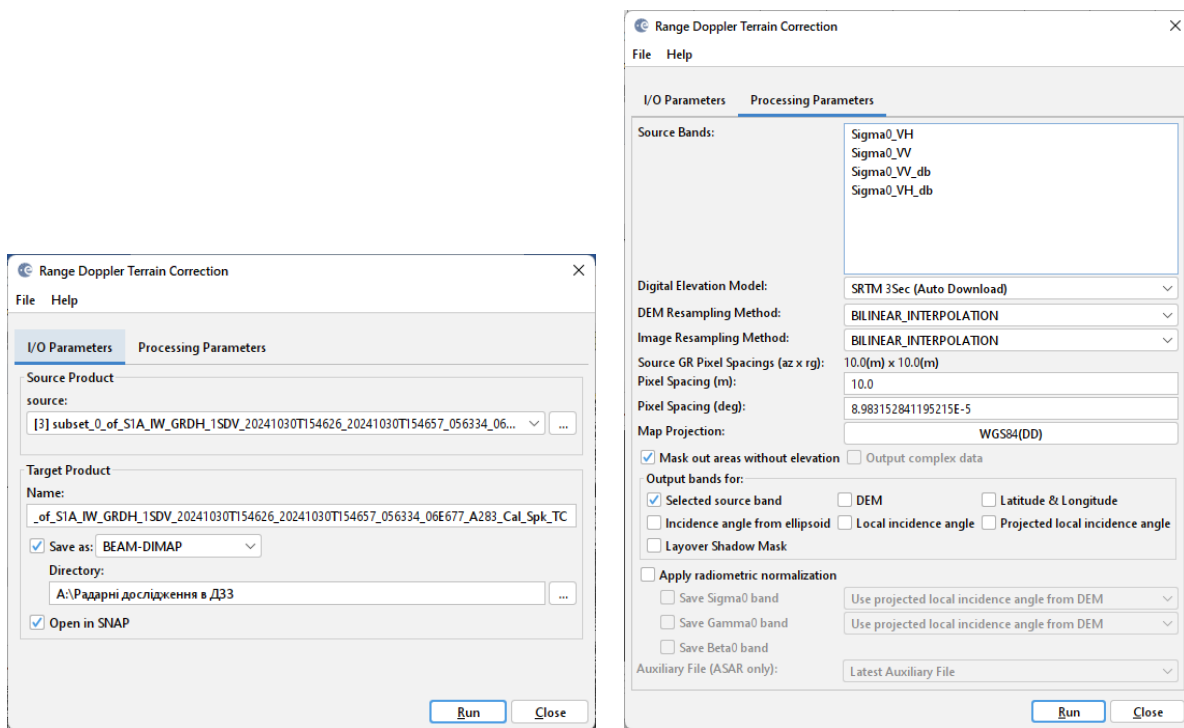 Range Doppler Terrain Correction
File Help
I/O Parameters Processing Parameters
Source Product
source:
[3] subset_0_of_S1A_IW_GRDH_1SDV_20241030T154626_20241030T154657_056334_06... ...
Target Product
Name:
_of_S1A_IW_GRDH_1SDV_20241030T154626_20241030T154657_056334_06E677_A283_Cal_Spk_TC
Save as: BEAM-DIMAP
Directory:
A:\Радарні дослідження в ДЗЗ ...
Open in SNAP
Run Close
Range Doppler Terrain Correction
File Help
I/O Parameters Processing Parameters
Source Bands:
Sigma0_VH
Sigma0_VV
Sigma0_VV_db
Sigma0_VH_db
Digital Elevation Model: SRTM 3Sec (Auto Download)
DEM Resampling Method: BILINEAR_INTERPOLATION
Image Resampling Method: BILINEAR_INTERPOLATION
Source GR Pixel Spacings (az x rg): 10.0(m) x 10.0(m)
Pixel Spacing (m): 10.0
Pixel Spacing (deg): 8.983152841195215E-5
Map Projection: WGS84(DD)
Mask out areas without elevation Output complex data
Output bands for:
Selected source band DEM Latitude & Longitude
Incidence angle from ellipsoid Local incidence angle Projected local incidence angle
Layover Shadow Mask
Apply radiometric normalization
Save Sigma0 band Use projected local incidence angle from DEM
Save Gamma0 band Use projected local incidence angle from DEM
Save Beta0 band
Auxiliary File (ASAR only): Latest Auxiliary File
Run Close